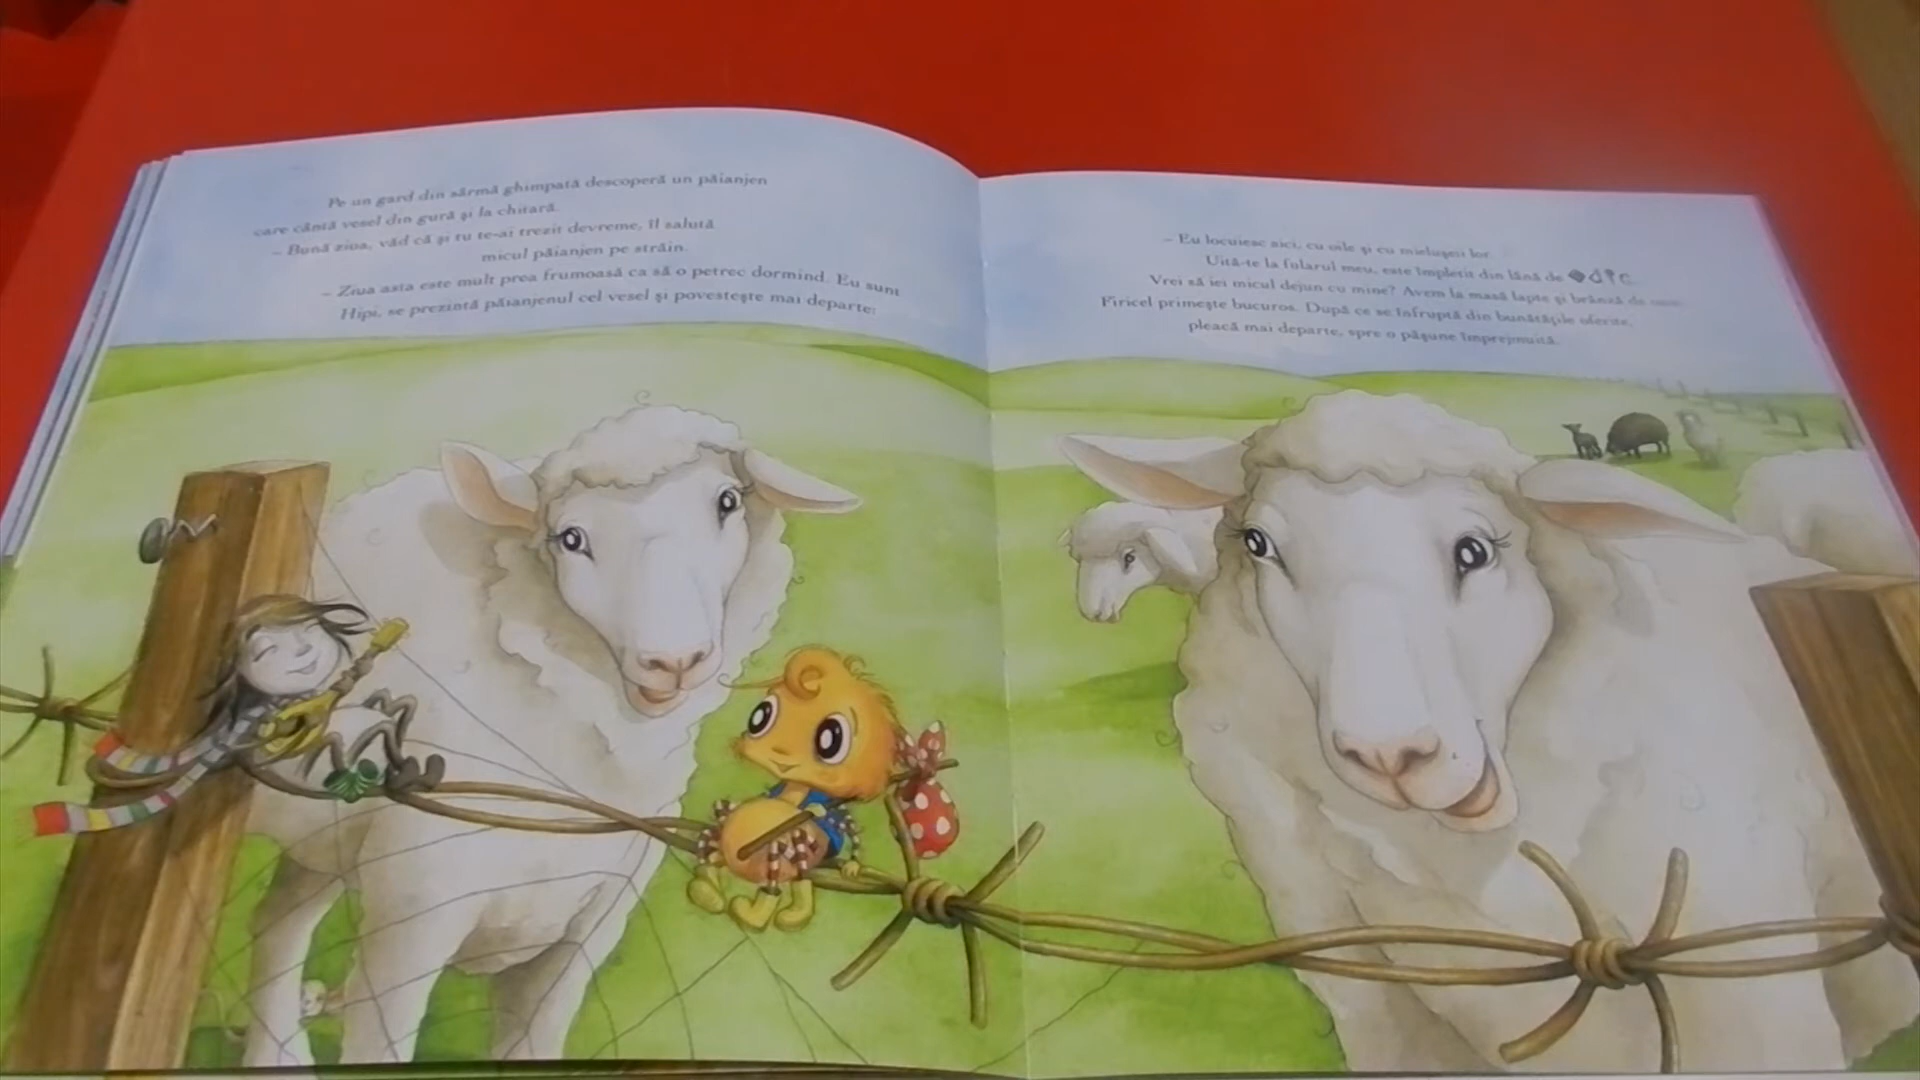 Pe un gard din sârmă ghimpată descoperă un păianjen
care cântă vesel din gură și la chitară.
– Bună ziua, văd că și tu te-ai trezit devreme, îl salută
micul păianjen pe străin.
– Ziua asta este mult prea frumoasă ca să o petrec dormind. Eu sunt
Hipi, se prezintă păianjenul cel vesel și povestește mai departe:
– Eu locuiesc aici, cu oile și cu mielușeii lor.
Uită-te la fularul meu, este împletit din lână de
Vrei să iei micul dejun cu mine? Avem la masă lapte și brânză de
Firicel primește bucuros. După ce se înfruptă din bunătățile oferite,
pleacă mai departe, spre o pășune împrejmuită.